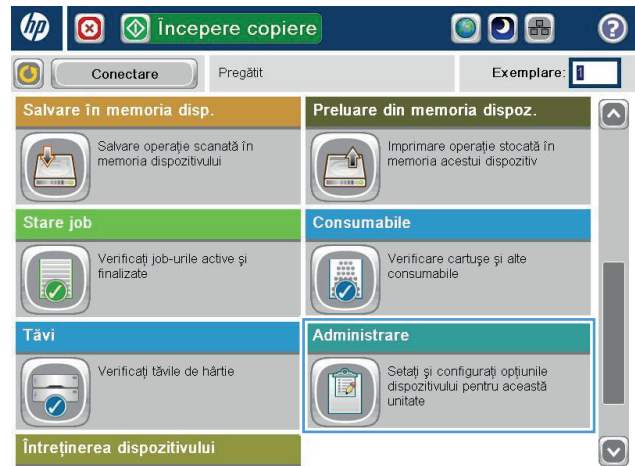 hp
Începere copiere
?
Conectare
Pregătit
Exemplare: 1
Salvare în memoria disp.
Salvare operație scanată în
memoria dispozitivului
Preluare din memoria dispoz.
Imprimare operație stocată în
memoria acestui dispozitiv
Stare job
Verificați job-urile active și
finalizate
Consumabile
Verificare cartușe și alte
consumabile
Tăvi
Verificați tăvile de hârtie
Administrare
Setați și configurați opțiunile
dispozitivului pentru această
unitate
Întreținerea dispozitivului